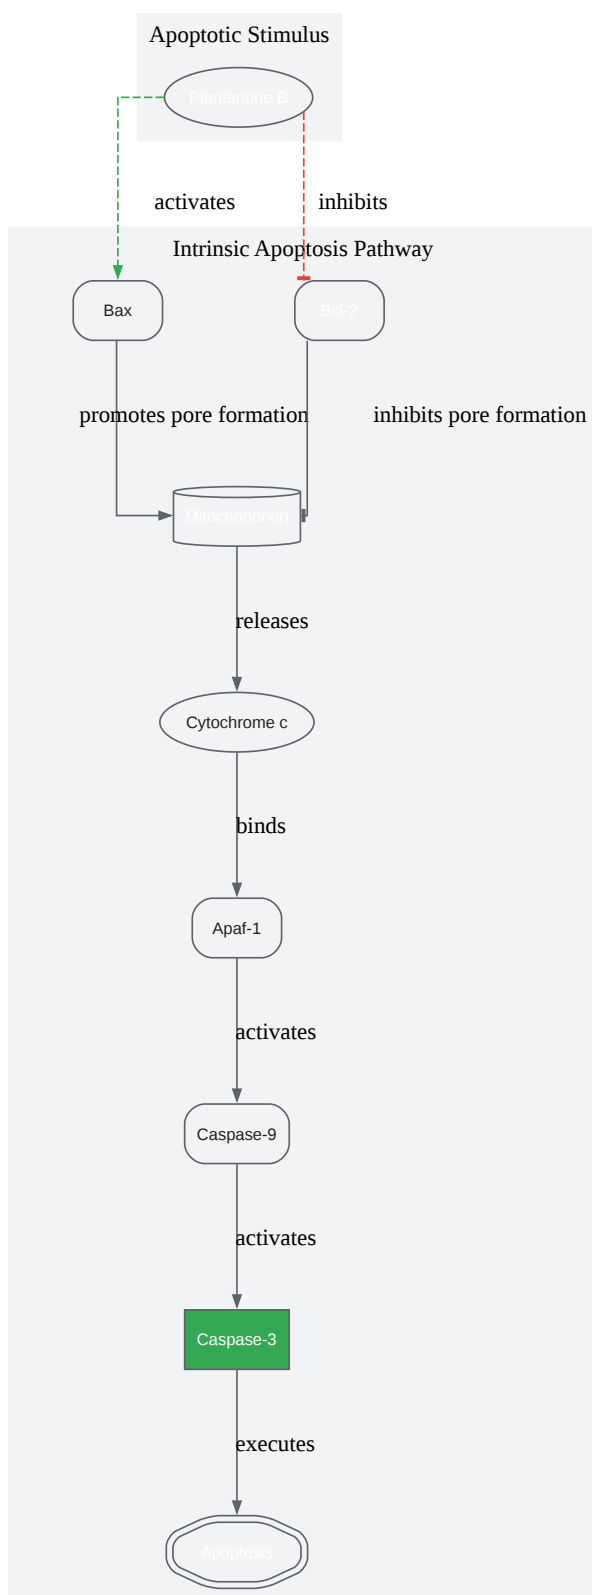 Apoptotic Stimulus
Plantanone B
activates
inhibits
Intrinsic Apoptosis Pathway
Bax
Bcl-2
promotes pore formation
inhibits pore formation
Mitochondrion
releases
Cytochrome c
binds
Apaf-1
activates
Caspase-9
activates
Caspase-3
executes
Apoptosis